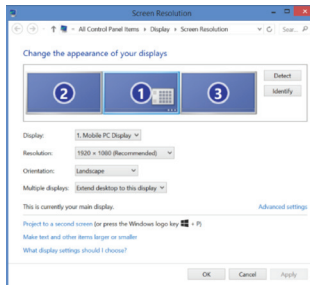 Screen Resolution
All Control Panel Items Display Screen Resolution Sear...
Change the appearance of your displays
2 1 3
Detect
Identify
Display: 1. Mobile PC Display
Resolution: 1920 × 1080 (Recommended)
Orientation: Landscape
Multiple displays: Extend desktop to this display
This is currently your main display. Advanced settings
Project to a second screen (or press the Windows logo key + P)
Make text and other items larger or smaller
What display settings should I choose?
OK Cancel Apply